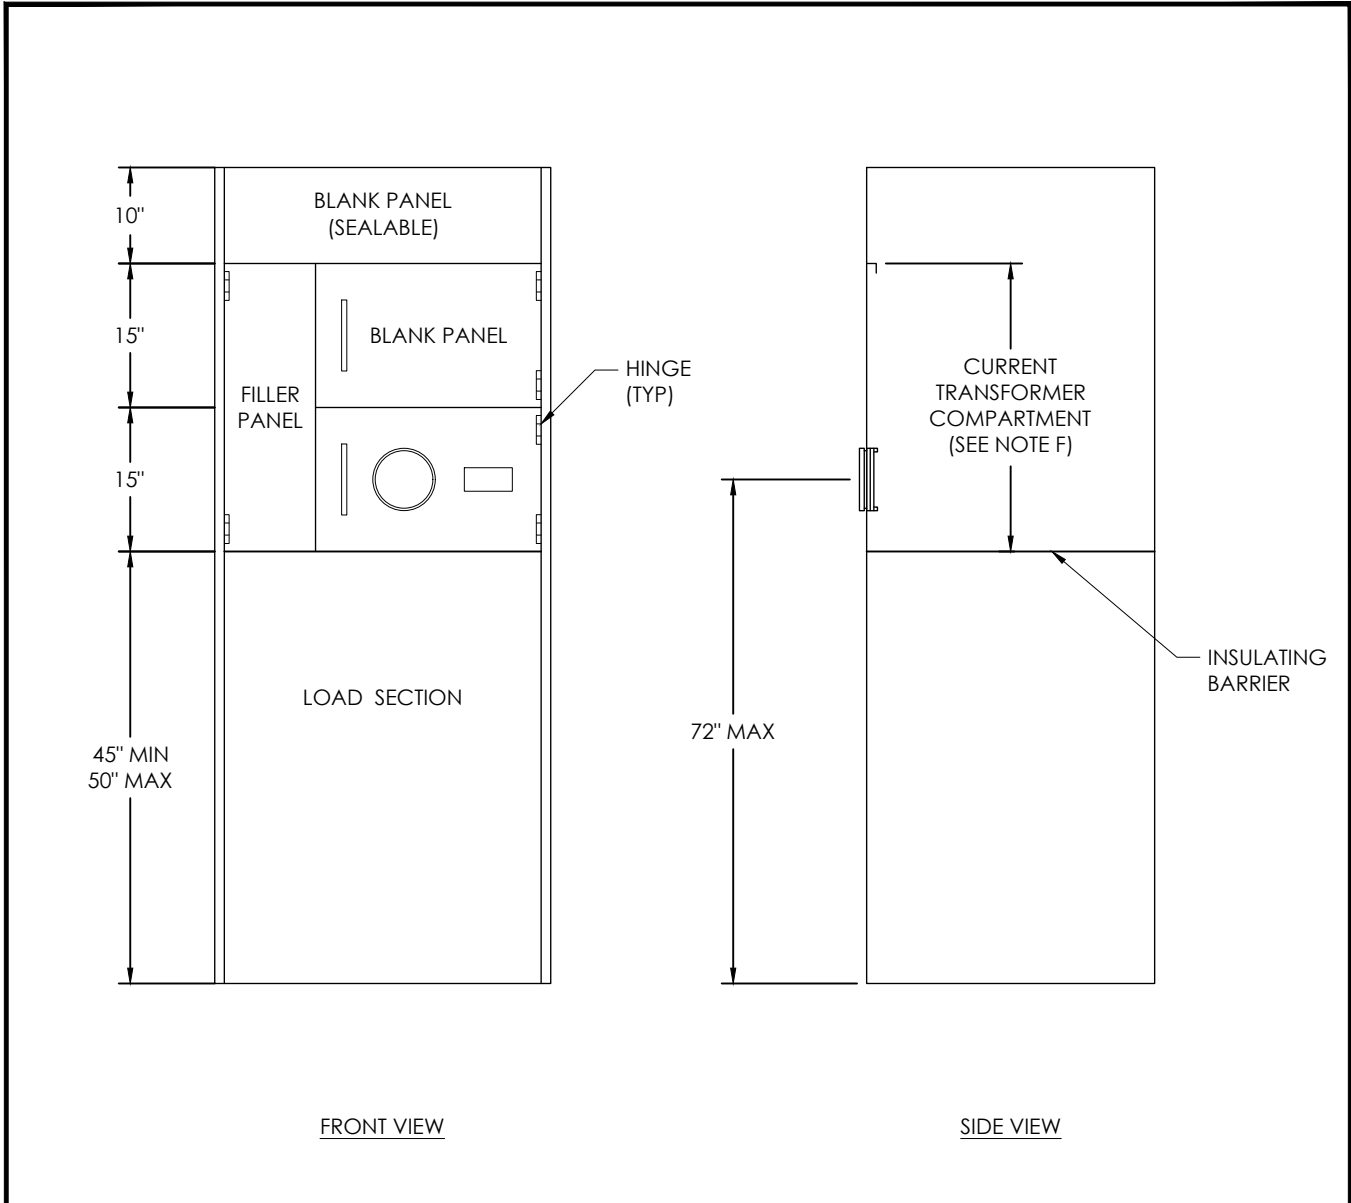 10"
BLANK PANEL
(SEALABLE)
15"
BLANK PANEL
HINGE
(TYP)
FILLER
PANEL
15"
LOAD SECTION
45" MIN
50" MAX
FRONT VIEW
CURRENT
TRANSFORMER
COMPARTMENT
(SEE NOTE F)
INSULATING
BARRIER
72" MAX
SIDE VIEW